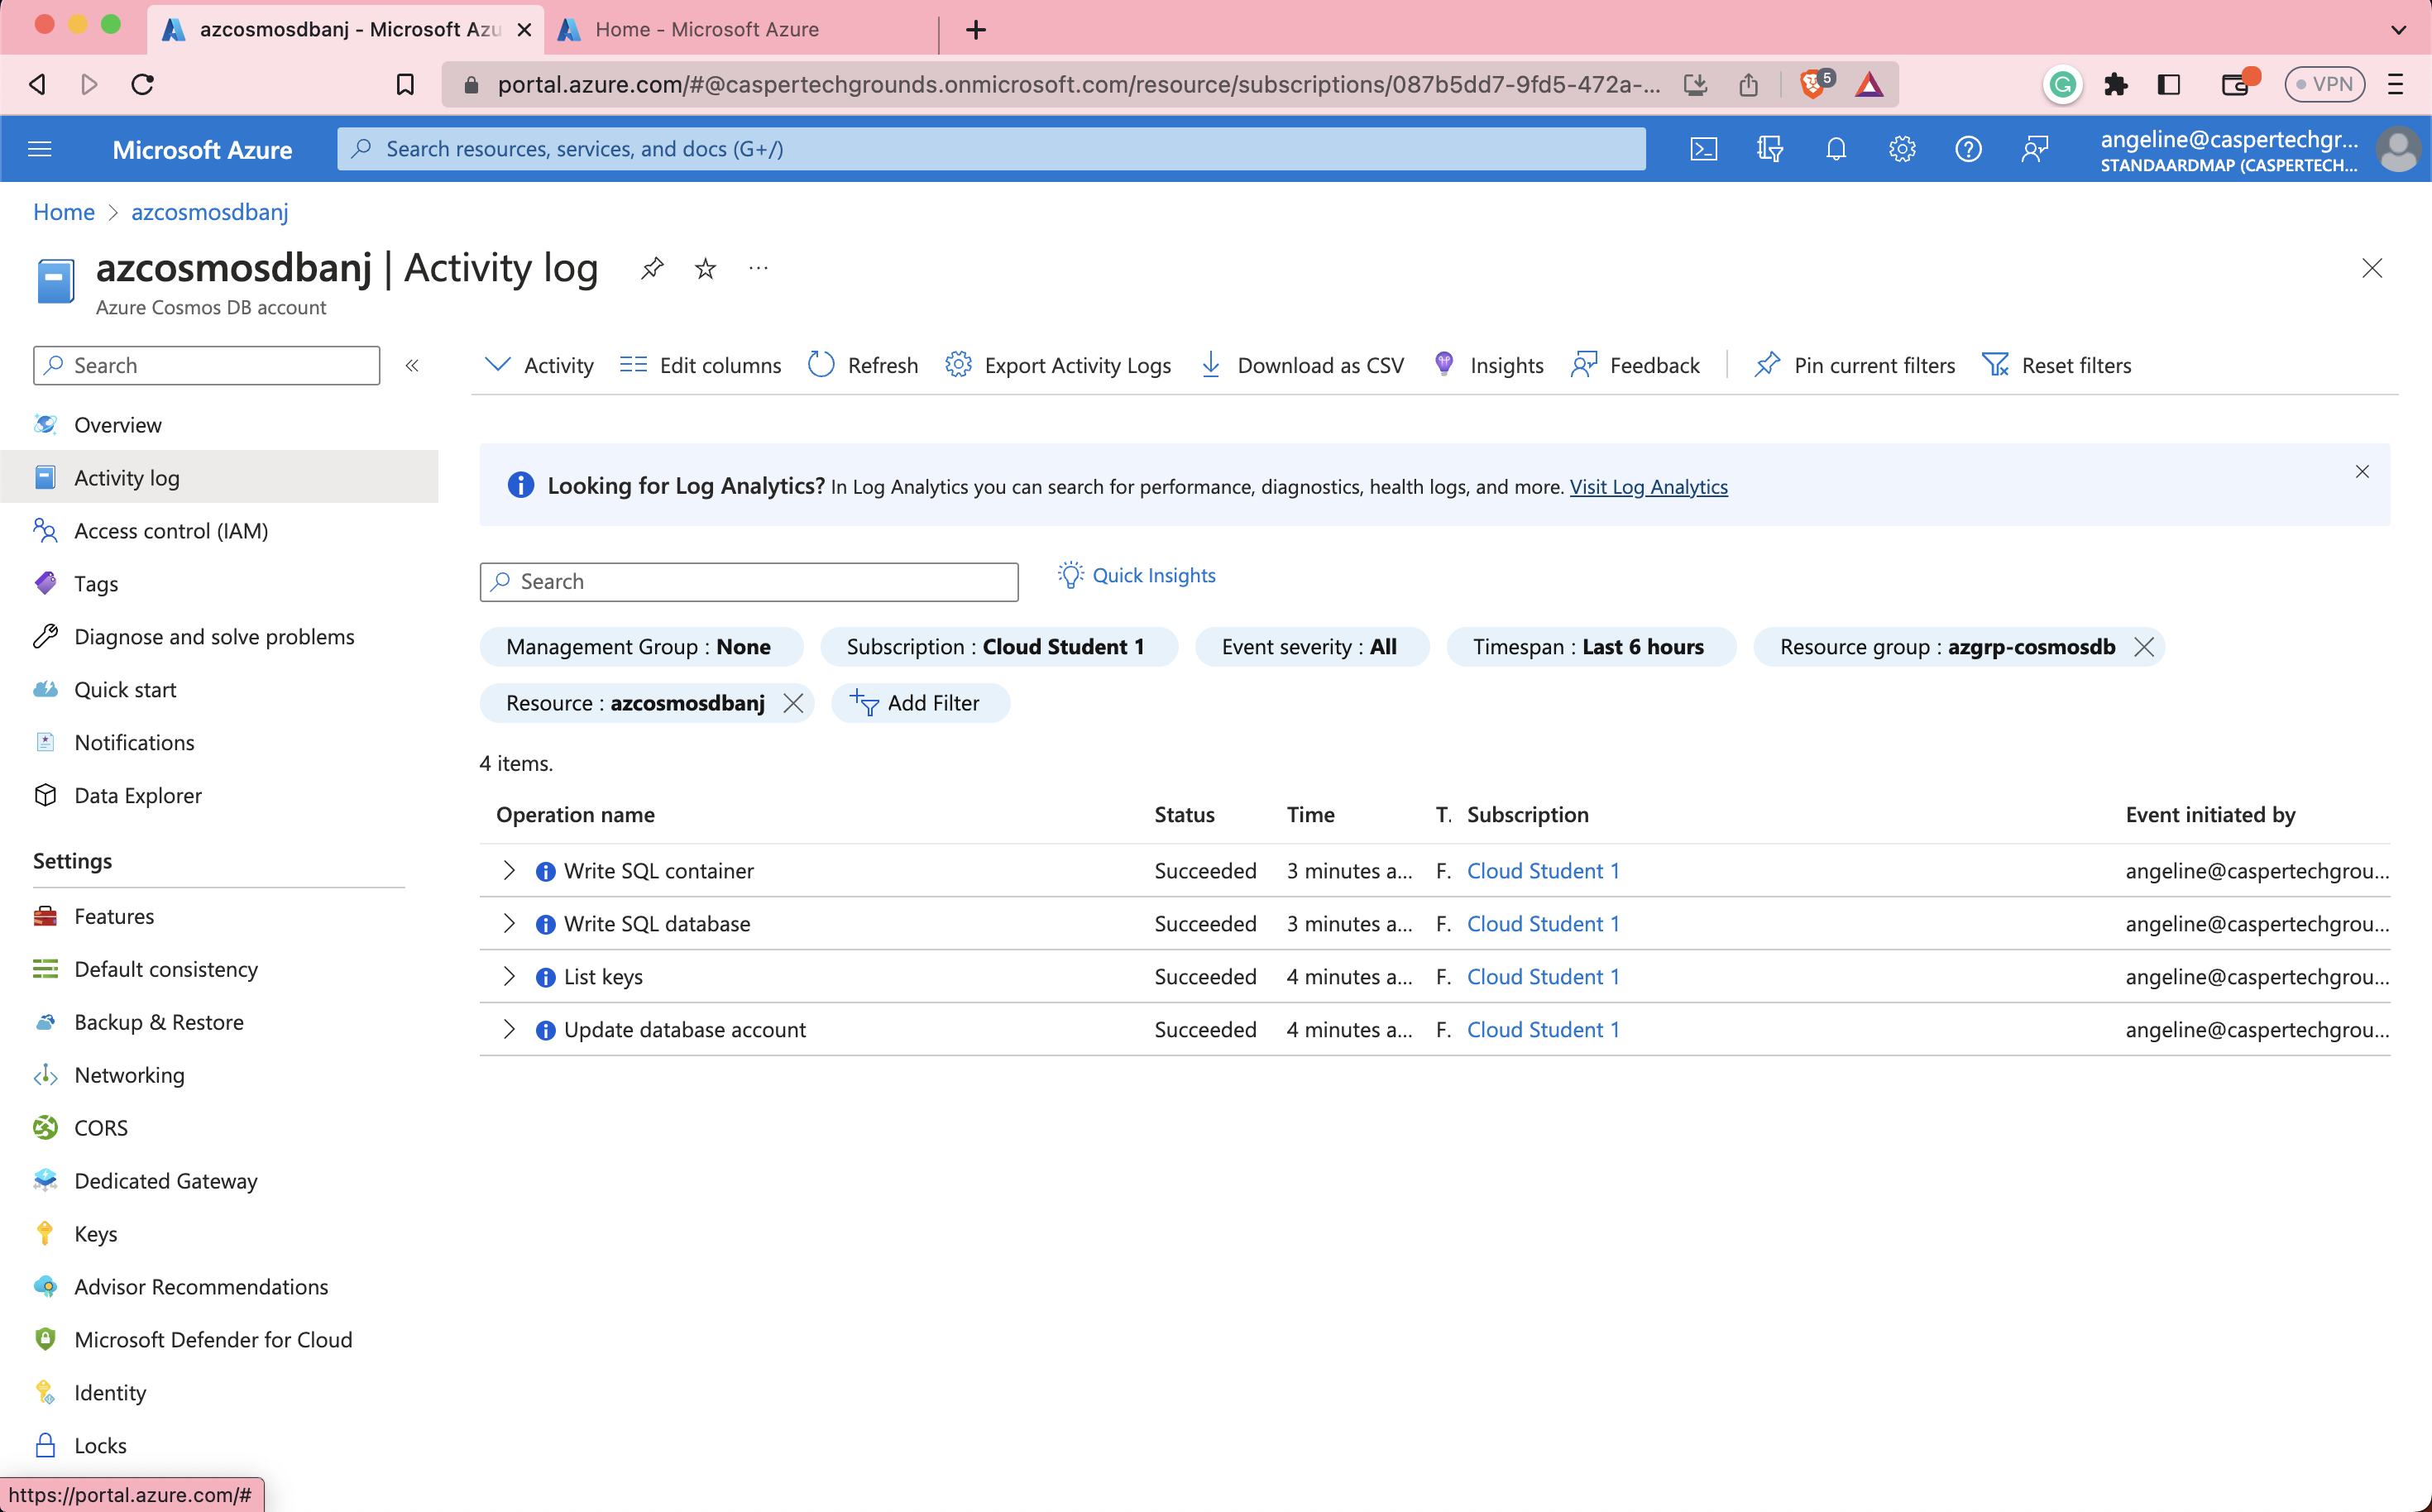 azcosmosdbanj - Microsoft Azu
Home - Microsoft Azure
portal.azure.com/#@caspertechgrounds.onmicrosoft.com/resource/subscriptions/087b5dd7-9fd5-472a-...
5
VPN
Microsoft Azure
Search resources, services, and docs (G+/)
angeline@caspertechgr...
STANDAARDMAP (CASPERTECH...
Home > azcosmosdbanj
azcosmosdbanj | Activity log
Azure Cosmos DB account
Search
Activity
Edit columns
Refresh
Export Activity Logs
Download as CSV
Insights
Feedback
Pin current filters
Reset filters
Overview
Activity log
Access control (IAM)
Tags
Diagnose and solve problems
Quick start
Notifications
Data Explorer
Settings
Features
Default consistency
Backup & Restore
Networking
CORS
Dedicated Gateway
Keys
Advisor Recommendations
Microsoft Defender for Cloud
Identity
Locks
Looking for Log Analytics? In Log Analytics you can search for performance, diagnostics, health logs, and more. Visit Log Analytics
Search
Quick Insights
Management Group : None
Subscription : Cloud Student 1
Event severity : All
Timespan : Last 6 hours
Resource group : azgrp-cosmosdb
Resource : azcosmosdbanj
Add Filter
4 items.
Operation name Status Time T. Subscription Event initiated by
Write SQL container Succeeded 3 minutes a... F. Cloud Student 1 angeline@caspertechgrou...
Write SQL database Succeeded 3 minutes a... F. Cloud Student 1 angeline@caspertechgrou...
List keys Succeeded 4 minutes a... F. Cloud Student 1 angeline@caspertechgrou...
Update database account Succeeded 4 minutes a... F. Cloud Student 1 angeline@caspertechgrou...
https://portal.azure.com/#